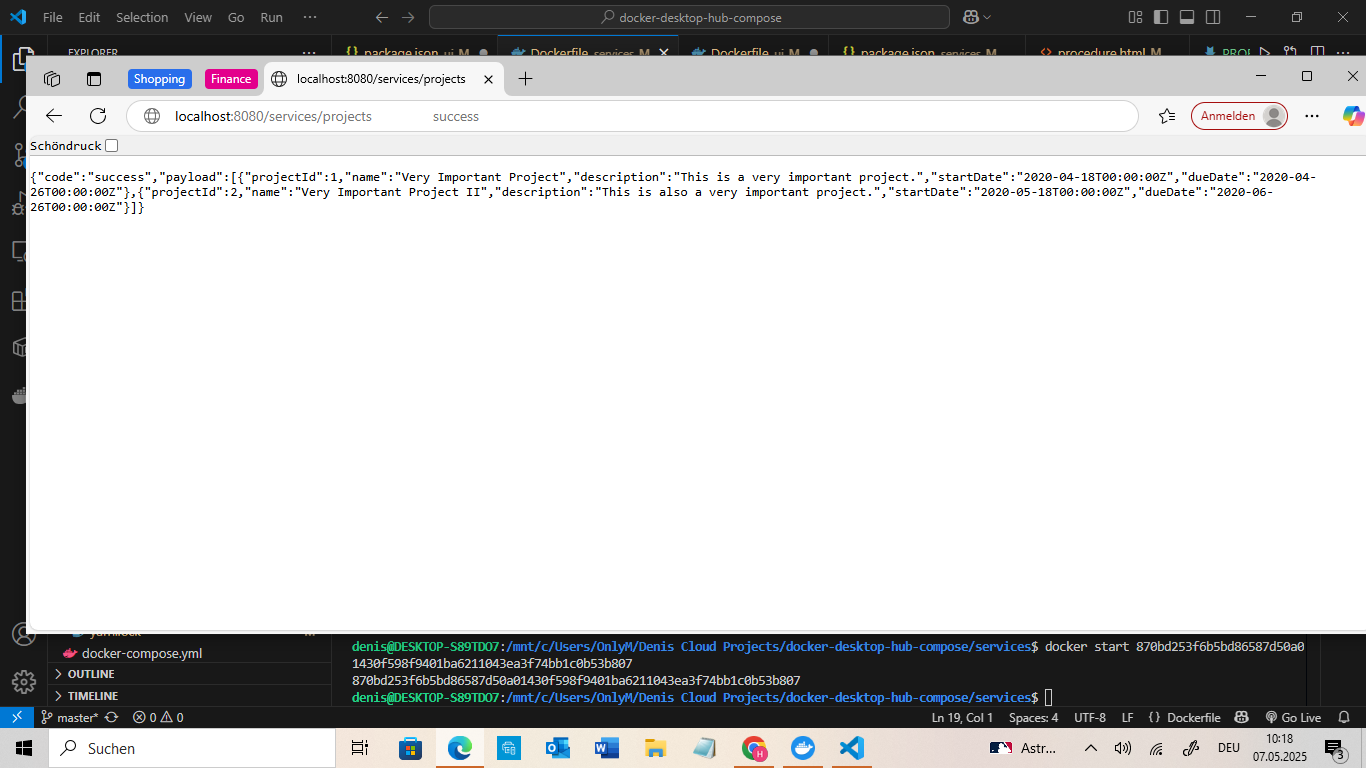 File Edit Selection View Go Run ··· docker-desktop-hub-compose
EXPLORER ··· package.json ui M Dockerfile services M Dockerfile ui M package.json services M procedure.html M
Shopping Finance localhost:8080/services/projects
localhost:8080/services/projects success Anmelden
Schöndruck
{"code":"success","payload":[{"projectId":1,"name":"Very Important Project","description":"This is a very important project.","startDate":"2020-04-18T00:00:00Z","dueDate":"2020-04-
26T00:00:00Z"},{"projectId":2,"name":"Very Important Project II","description":"This is also a very important project.","startDate":"2020-05-18T00:00:00Z","dueDate":"2020-06-
26T00:00:00Z"}]}
docker-compose.yml
OUTLINE
TIMELINE
denis@DESKTOP-S89TDO7:/mnt/c/Users/OnlyM/Denis Cloud Projects/docker-desktop-hub-compose/services$ docker start 870bd253f6b5bd86587d50a0
1430f598f9401ba6211043ea3f74bb1c0b53b807
870bd253f6b5bd86587d50a01430f598f9401ba6211043ea3f74bb1c0b53b807
denis@DESKTOP-S89TDO7:/mnt/c/Users/OnlyM/Denis Cloud Projects/docker-desktop-hub-compose/services$
master* 0 0 Ln 19, Col 1 Spaces: 4 UTF-8 LF {} Dockerfile Go Live
Suchen Astr... DEU 10:18
07.05.2025 3